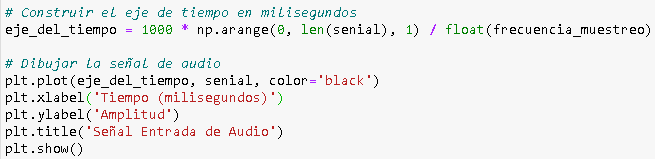 # Construir el eje de tiempo en milisegundos
eje_del_tiempo = 1000 * np.arange(0, len(senial), 1) / float(frecuencia_muestreo)
# Dibujar la señal de audio
plt.plot(eje_del_tiempo, senial, color='black')
plt.xlabel('Tiempo (milisegundos)')
plt.ylabel('Amplitud')
plt.title('Señal Entrada de Audio')
plt.show()